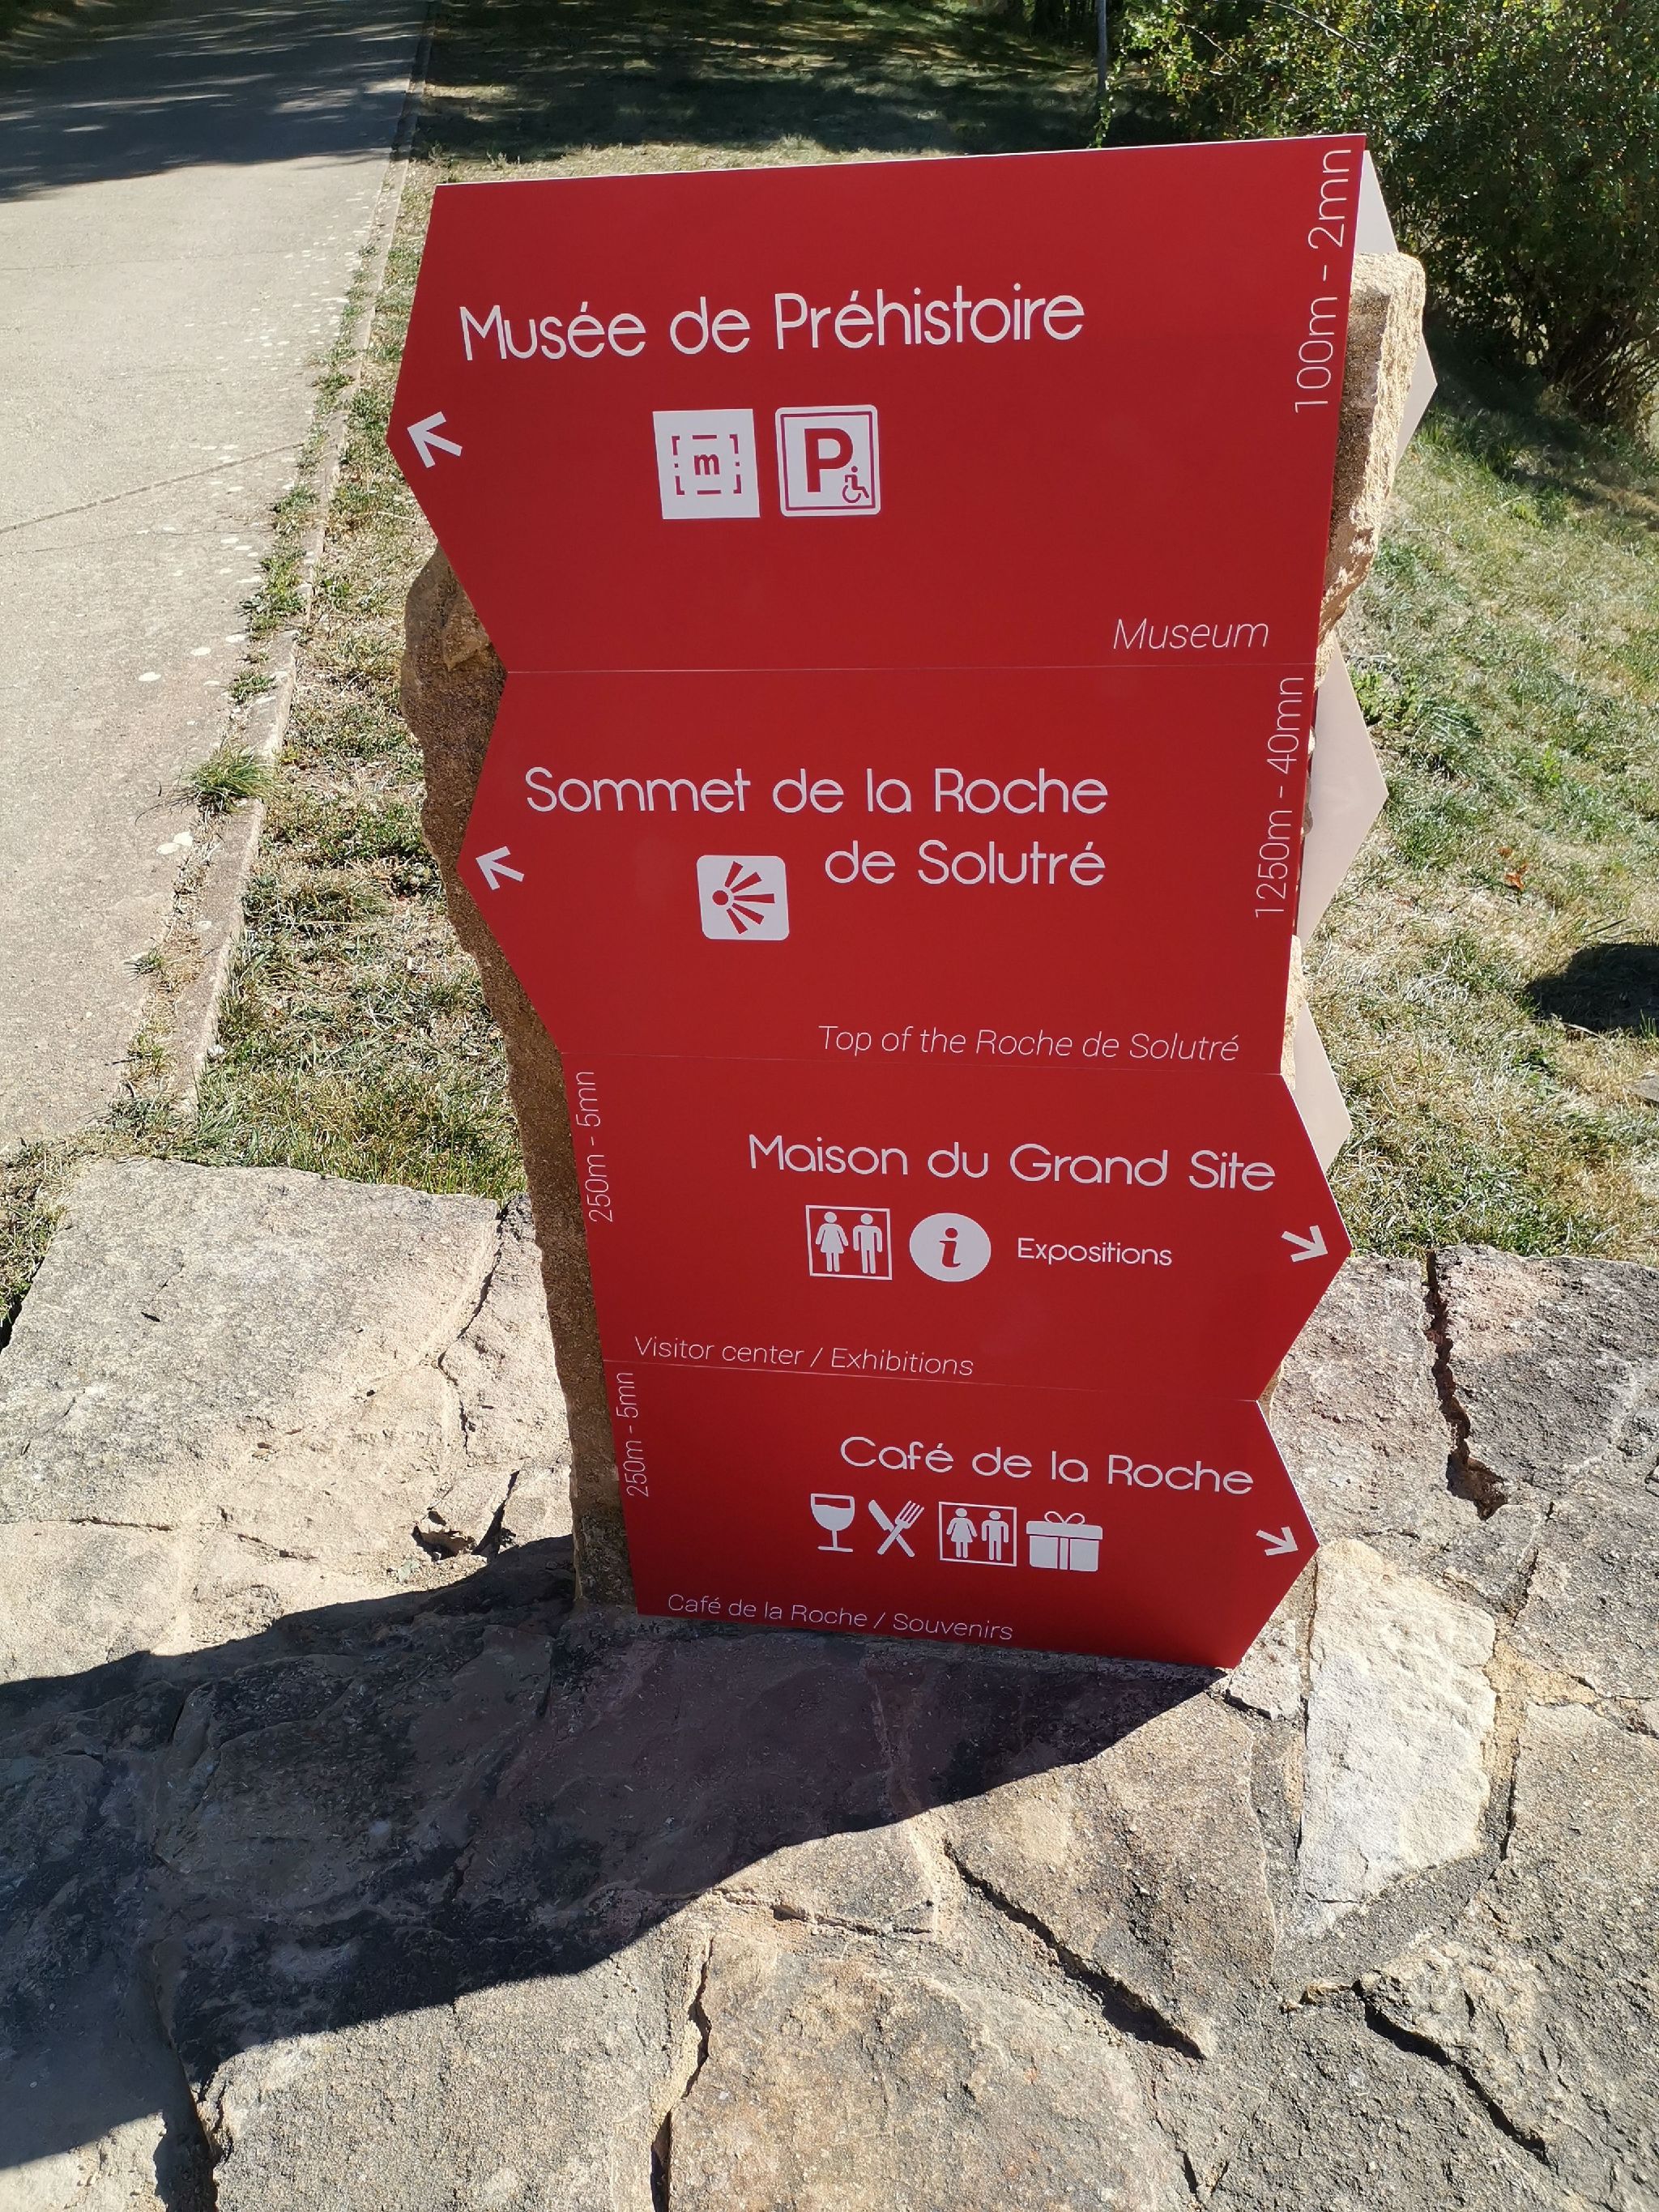 Musée de Préhistoire
100m - 2mn
m
P
Museum
Sommet de la Roche
de Solutré
1250m - 40mn
Top of the Roche de Solutré
250m - 5mn
Maison du Grand Site
i
Expositions
Visitor center / Exhibitions
250m - 5mn
Café de la Roche
Café de la Roche / Souvenirs